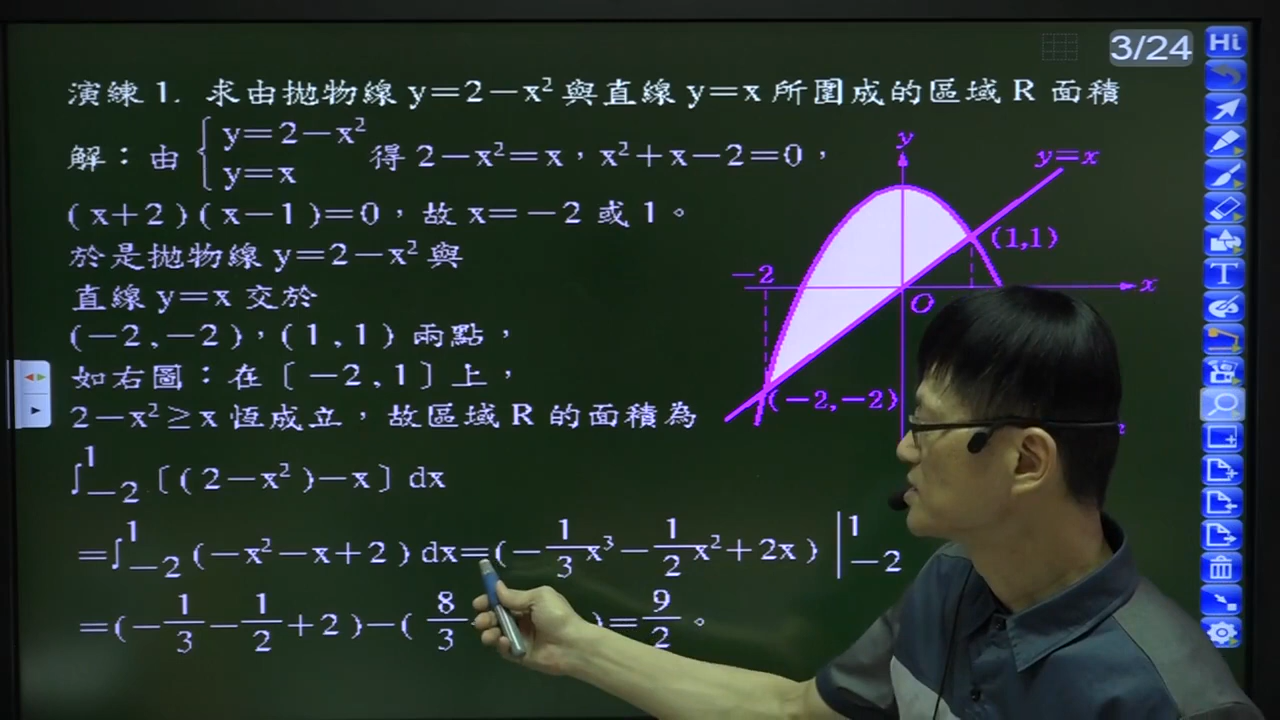 3/24
Hi
演練 1. 求由拋物線 y=2−x² 與直線 y=x 所圍成的區域 R 面積
解：由 { y=2−x² y=x 得 2−x²=x，x²+x−2=0，
(x+2)(x−1)=0，故 x=−2 或 1。
於是拋物線 y=2−x² 與
直線 y=x 交於
(−2,−2)，(1,1) 兩點，
如右圖：在〔−2,1〕上，
2−x²≥x 恆成立，故區域 R 的面積為
∫₋₂¹〔(2−x²)−x〕dx
=∫₋₂¹(−x²−x+2)dx=(−1/3x³−1/2x²+2x)|₋₂¹
=(−1/3−1/2+2)−(8/3 )=9/2。
y
y=x
(1,1)
−2
x
O
(−2,−2)
T